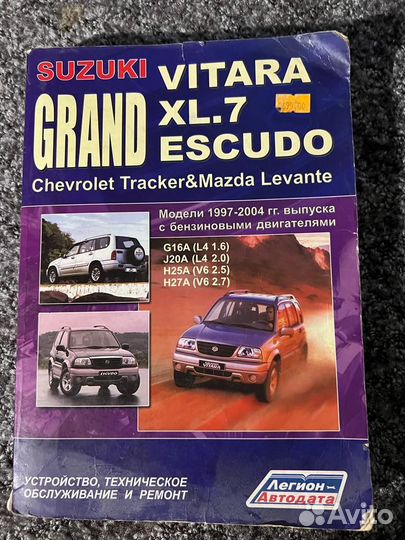 SUZUKI VITARA
GRAND XL.7
ESCUDO
Chevrolet Tracker&Mazda Levante
Модели 1997-2004 гг. выпуска
с бензиновыми двигателями
G16A (L4 1.6)
J20A (L4 2.0)
H25A (V6 2.5)
H27A (V6 2.7)
VITARA
УСТРОЙСТВО, ТЕХНИЧЕСКОЕ
ОБСЛУЖИВАНИЕ И РЕМОНТ
Легион
Автодата
Avito